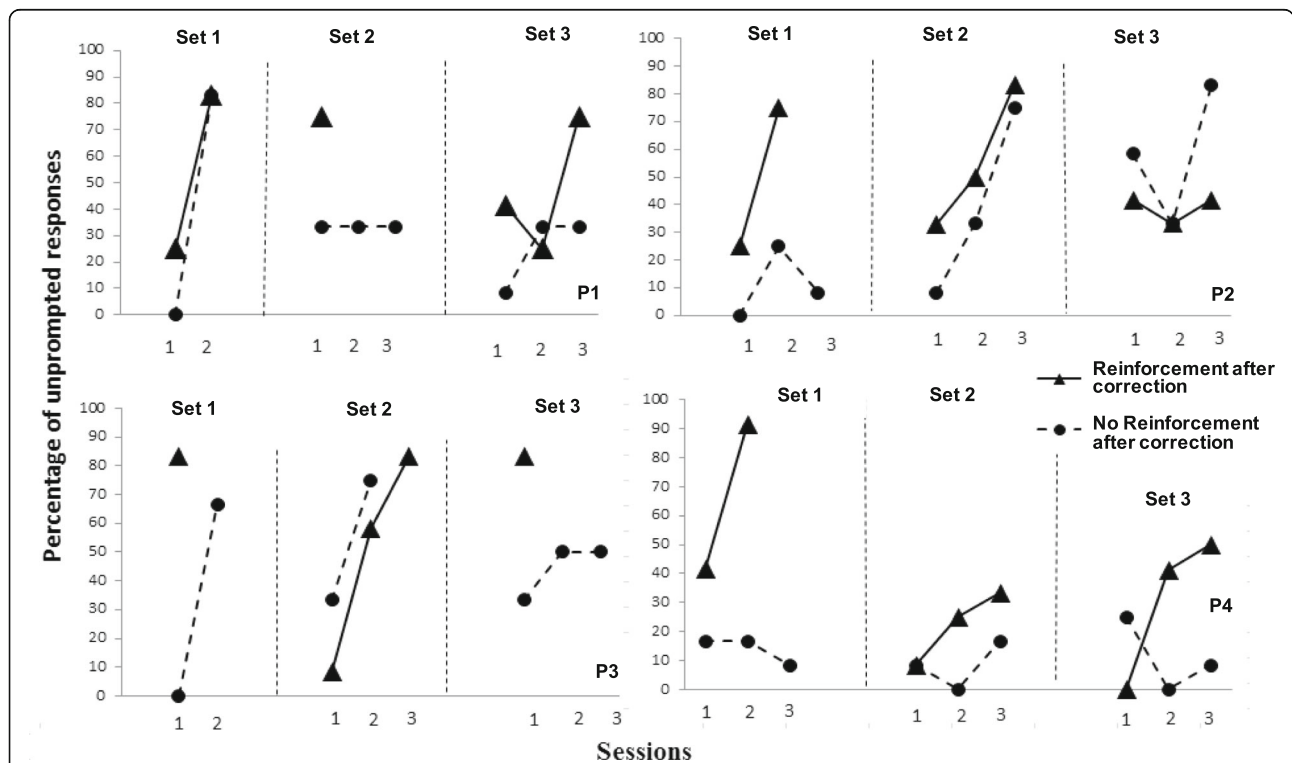 Percentage of unprompted responses
Set 1 Set 2 Set 3
100
90
80
70
60
50
40
30
20
10
0
P1
1 2 1 2 3 1 2 3
Set 1 Set 2 Set 3
100
90
80
70
60
50
40
30
20
10
0
P2
1 2 3 1 2 3 1 2 3
Reinforcement after
correction
No Reinforcement
after correction
Set 1 Set 2 Set 3
100
90
80
70
60
50
40
30
20
10
0
P3
1 2 1 2 3 1 2 3
Set 1 Set 2
Set 3
100
90
80
70
60
50
40
30
20
10
0
P4
1 2 3 1 2 3 1 2 3
Sessions